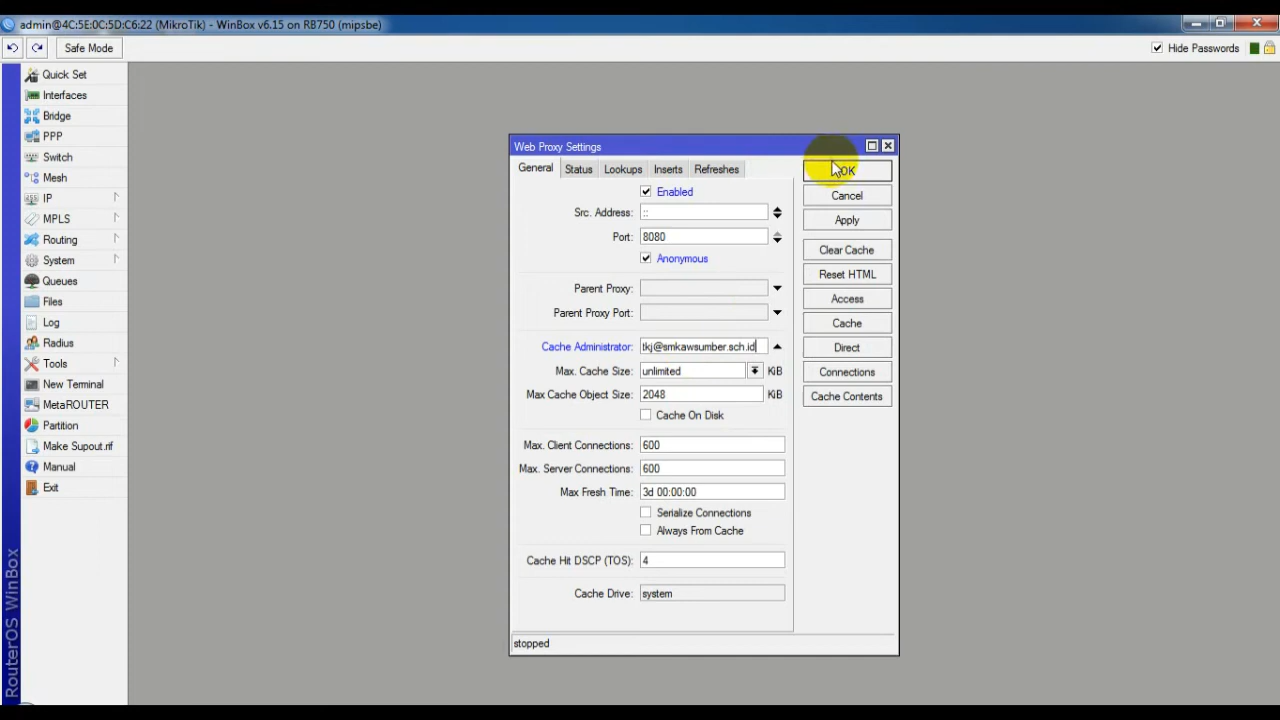 admin@4C:5E:0C:5D:C6:22 (MikroTik) - WinBox v6.15 on RB750 (mipsbe)
Safe Mode
Hide Passwords
Quick Set
Interfaces
Bridge
PPP
Switch
Mesh
IP
MPLS
Routing
System
Queues
Files
Log
Radius
Tools
New Terminal
MetaROUTER
Partition
Make Supout.rif
Manual
Exit
RouterOS WinBox
Web Proxy Settings
General Status Lookups Inserts Refreshes
Enabled
Src. Address: ::
Port: 8080
Anonymous
Parent Proxy:
Parent Proxy Port:
Cache Administrator: tkj@smkawsumber.sch.id
Max. Cache Size: unlimited KiB
Max Cache Object Size: 2048 KiB
Cache On Disk
Max. Client Connections: 600
Max. Server Connections: 600
Max Fresh Time: 3d 00:00:00
Serialize Connections
Always From Cache
Cache Hit DSCP (TOS): 4
Cache Drive: system
stopped
OK
Cancel
Apply
Clear Cache
Reset HTML
Access
Cache
Direct
Connections
Cache Contents